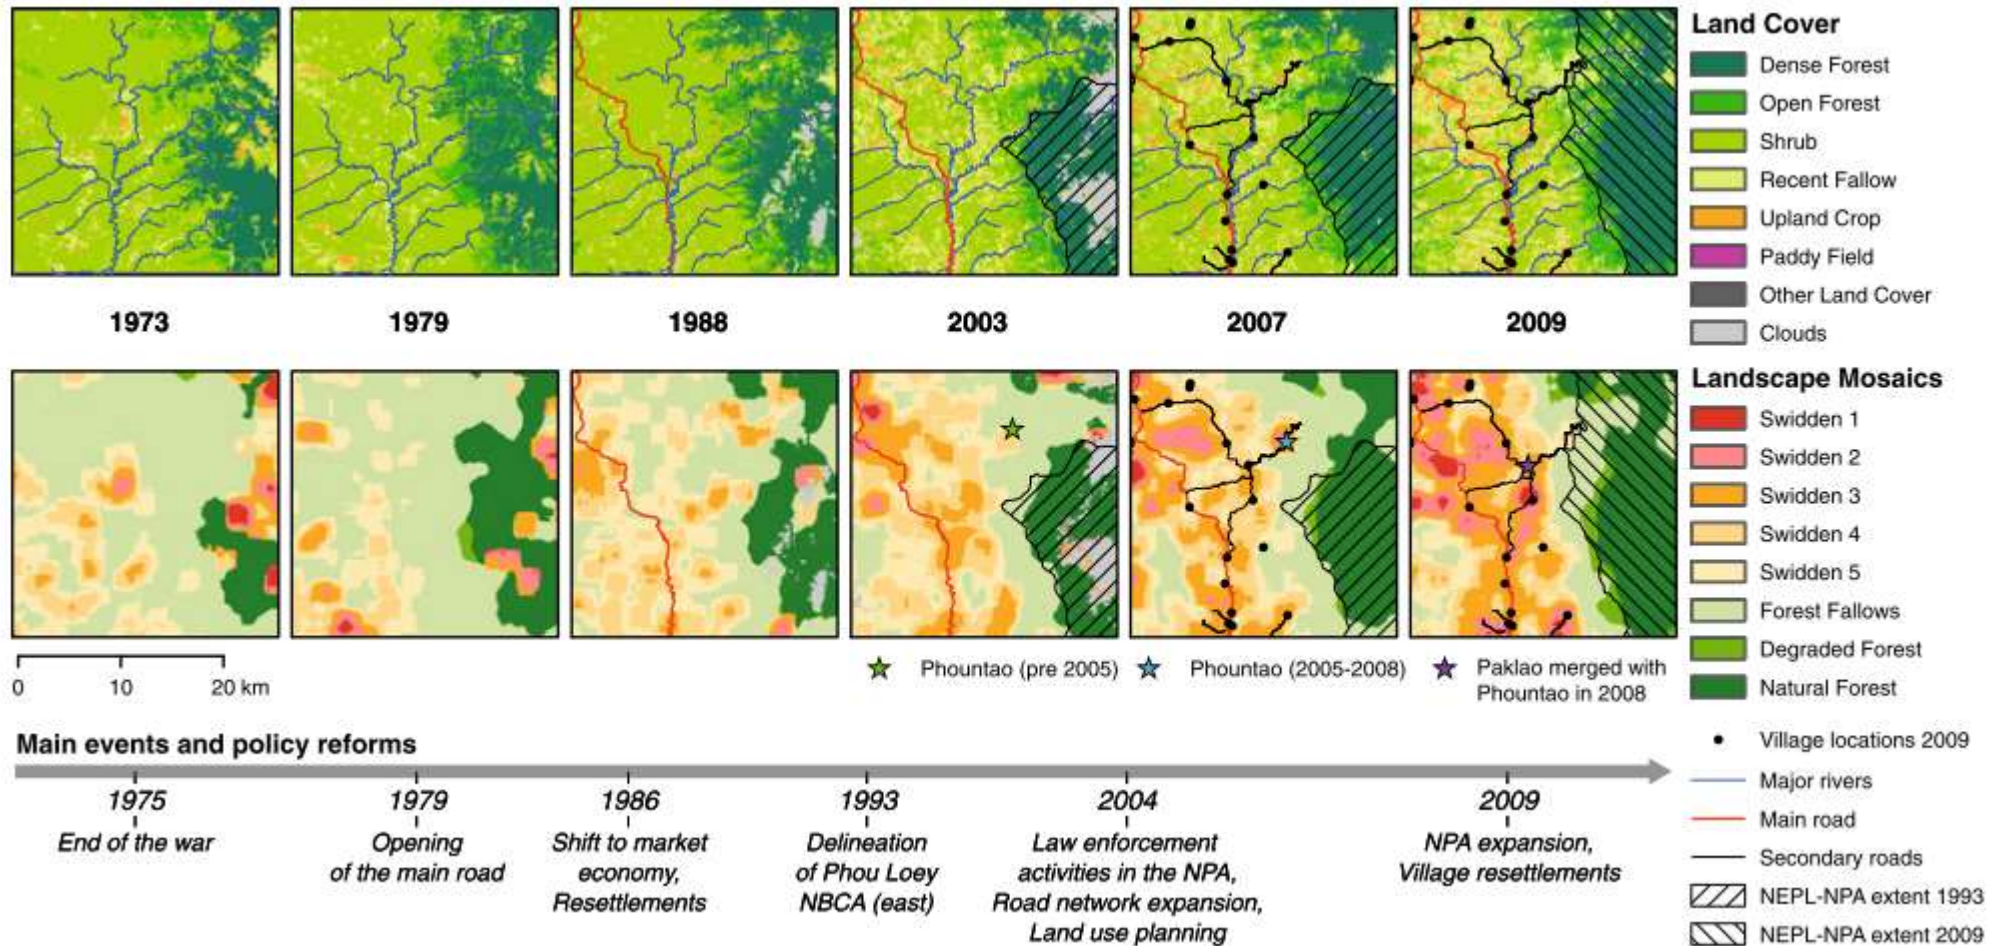 Land Cover
Dense Forest
Open Forest
Shrub
Recent Fallow
Upland Crop
Paddy Field
Other Land Cover
Clouds
1973
1979
1988
2003
2007
2009
Landscape Mosaics
Swidden 1
Swidden 2
Swidden 3
Swidden 4
Swidden 5
Forest Fallows
Degraded Forest
Natural Forest
0
10
20 km
Phountao (pre 2005)
Phountao (2005-2008)
Paklao merged with
Phountao in 2008
Village locations 2009
Major rivers
Main road
Secondary roads
NEPL-NPA extent 1993
NEPL-NPA extent 2009
Main events and policy reforms
1975
End of the war
1979
Opening
of the main road
1986
Shift to market
economy,
Resettlements
1993
Delineation
of Phou Loey
NBCA (east)
2004
Law enforcement
activities in the NPA,
Road network expansion,
Land use planning
2009
NPA expansion,
Village resettlements